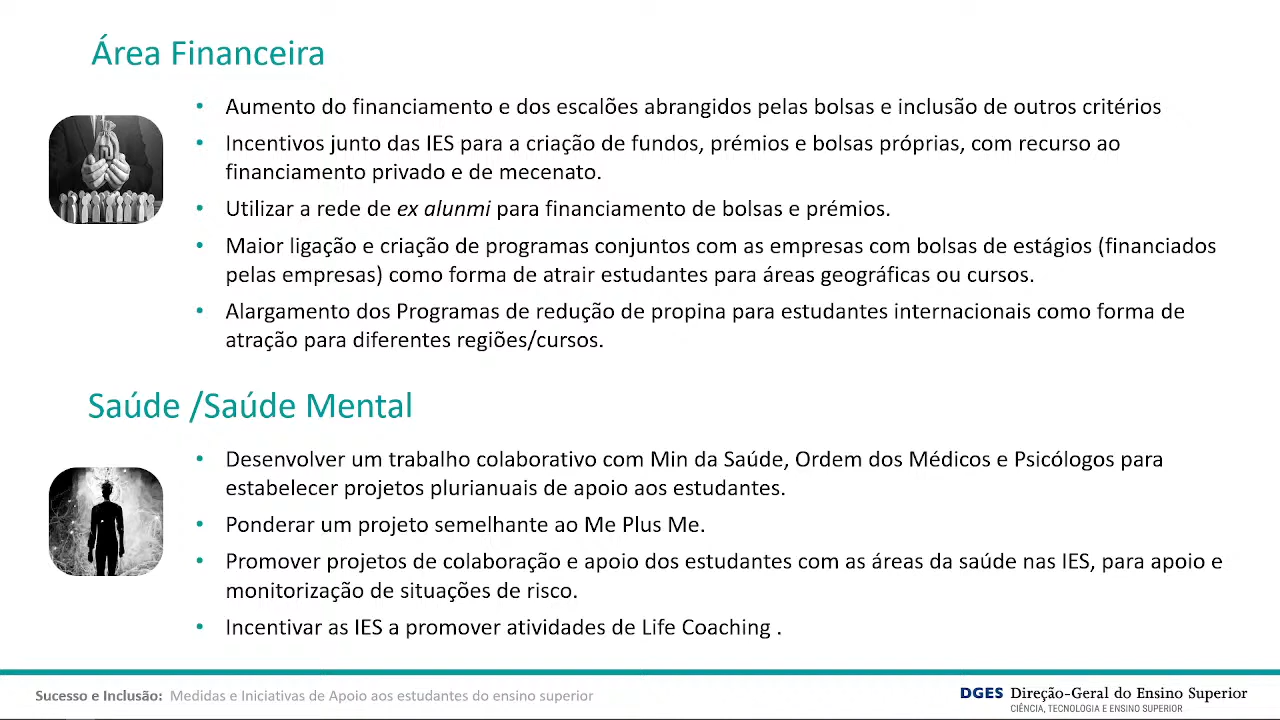 Área Financeira
• Aumento do financiamento e dos escalões abrangidos pelas bolsas e inclusão de outros critérios
• Incentivos junto das IES para a criação de fundos, prémios e bolsas próprias, com recurso ao
financiamento privado e de mecenato.
• Utilizar a rede de ex alunmi para financiamento de bolsas e prémios.
• Maior ligação e criação de programas conjuntos com as empresas com bolsas de estágios (financiados
pelas empresas) como forma de atrair estudantes para áreas geográficas ou cursos.
• Alargamento dos Programas de redução de propina para estudantes internacionais como forma de
atração para diferentes regiões/cursos.
Saúde /Saúde Mental
• Desenvolver um trabalho colaborativo com Min da Saúde, Ordem dos Médicos e Psicólogos para
estabelecer projetos plurianuais de apoio aos estudantes.
• Ponderar um projeto semelhante ao Me Plus Me.
• Promover projetos de colaboração e apoio dos estudantes com as áreas da saúde nas IES, para apoio e
monitorização de situações de risco.
• Incentivar as IES a promover atividades de Life Coaching .
Sucesso e Inclusão: Medidas e Iniciativas de Apoio aos estudantes do ensino superior
DGES Direção-Geral do Ensino Superior
CIÊNCIA, TECNOLOGIA E ENSINO SUPERIOR